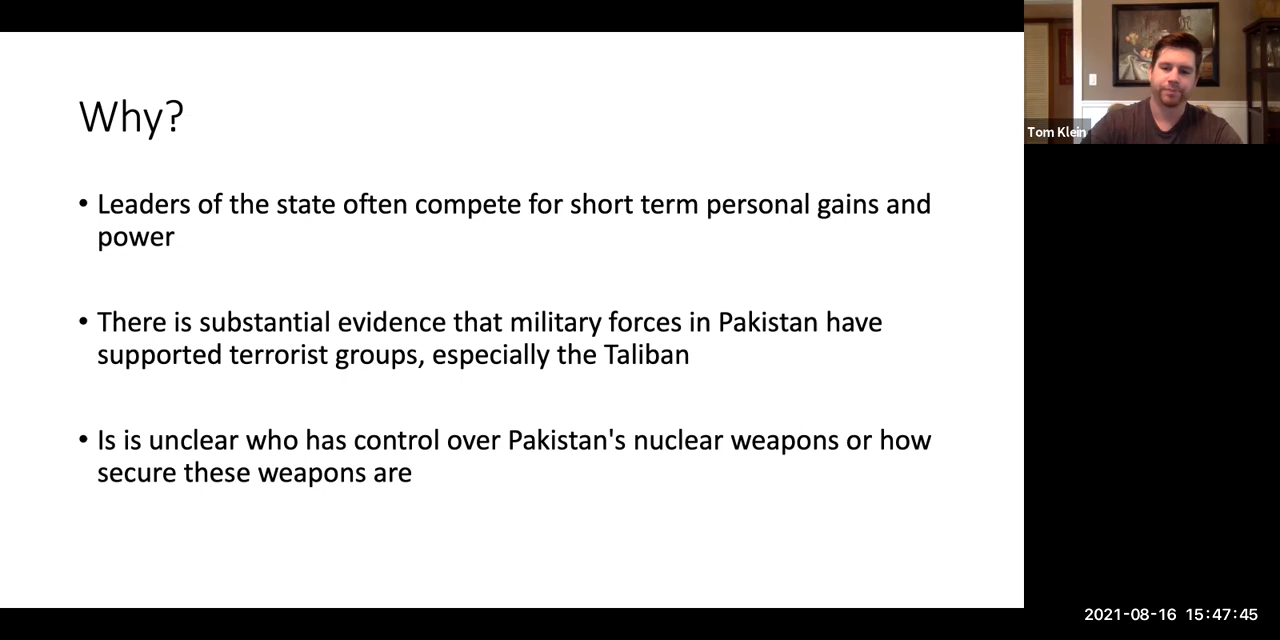 Why?
• Leaders of the state often compete for short term personal gains and
power
• There is substantial evidence that military forces in Pakistan have
supported terrorist groups, especially the Taliban
• Is is unclear who has control over Pakistan's nuclear weapons or how
secure these weapons are
Tom Klein
2021-08-16 15:47:45